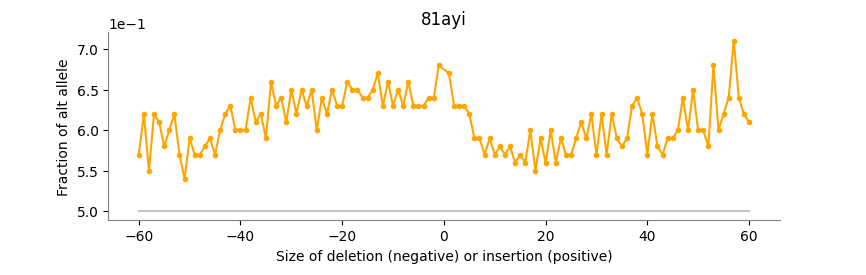 81ayi
1e−1
7.0
6.5
6.0
5.5
5.0
Fraction of alt allele
−60 −40 −20 0 20 40 60
Size of deletion (negative) or insertion (positive)